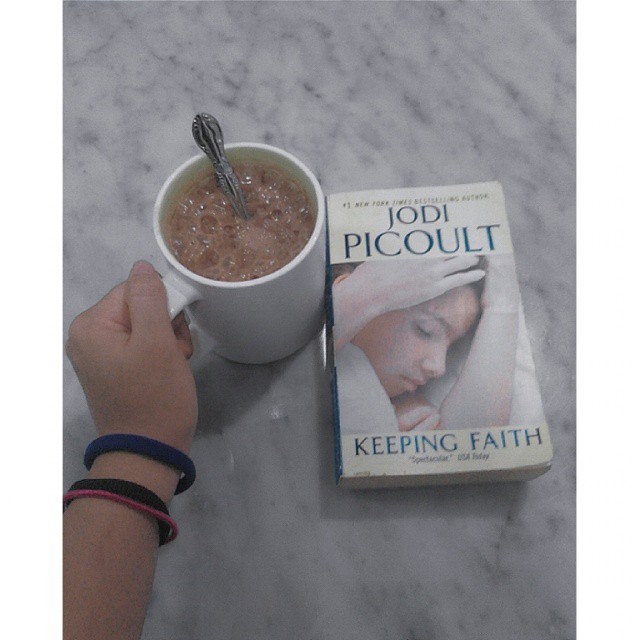 #1 NEW YORK TIMES BESTSELLING AUTHOR
JODI
PICOULT
KEEPING FAITH
"Spectacular." USA Today